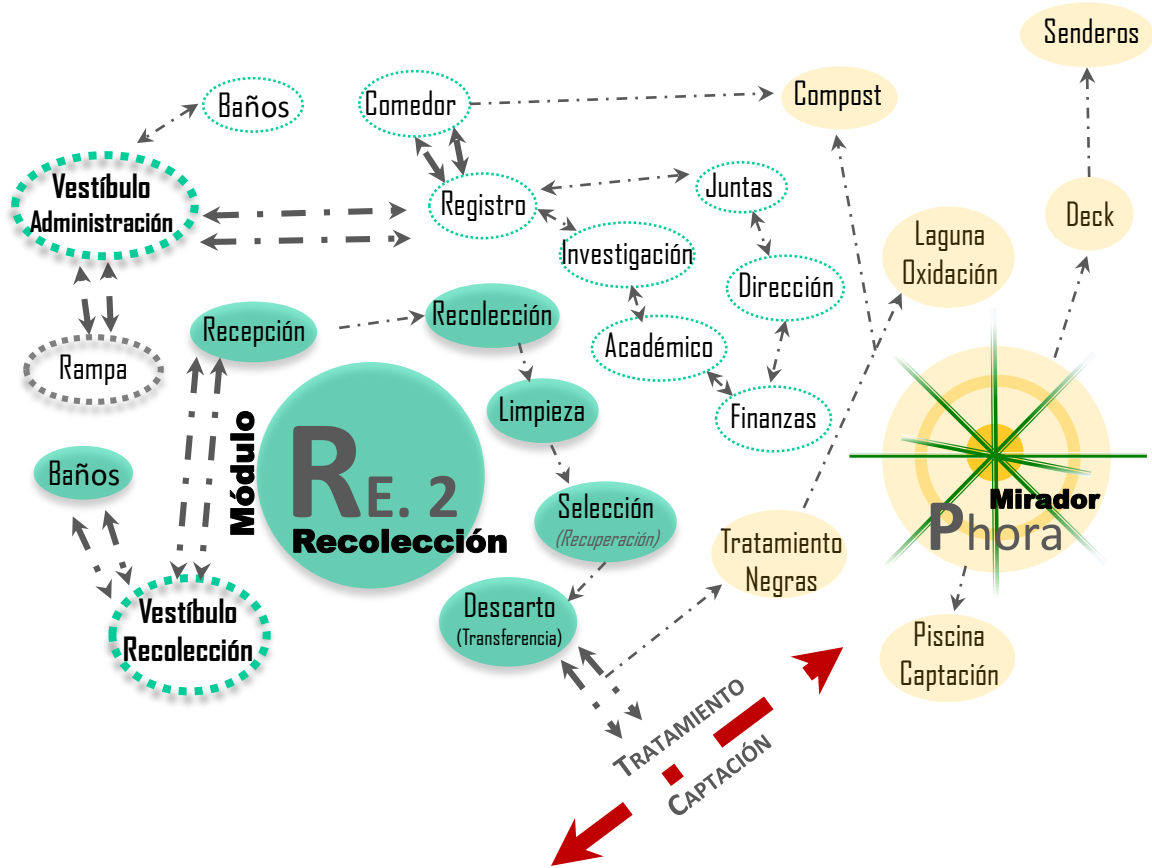 Senderos
Baños
Comedor
Compost
Vestíbulo
Administración
Registro
Juntas
Deck
Investigación
Laguna
Oxidación
Dirección
Recepción
Recolección
Académico
Rampa
Limpieza
Finanzas
Módulo
RE. 2
Recolección
Baños
Selección
(Recuperación)
Mirador
Phora
Tratamiento
Negras
Descarto
(Transferencia)
Vestíbulo
Recolección
Piscina
Captación
TRATAMIENTO
CAPTACIÓN